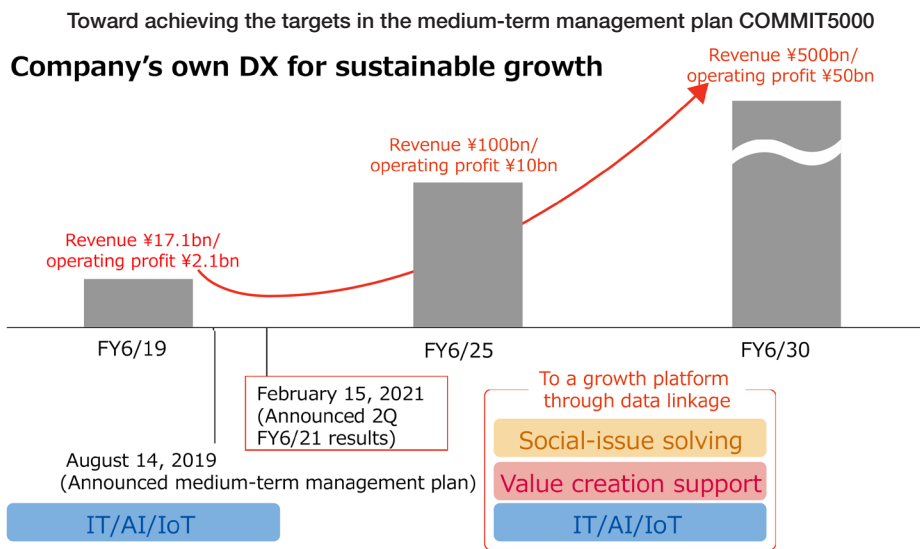 Toward achieving the targets in the medium-term management plan COMMIT5000
Company's own DX for sustainable growth
Revenue ¥500bn/
operating profit ¥50bn
Revenue ¥100bn/
operating profit ¥10bn
Revenue ¥17.1bn/
operating profit ¥2.1bn
FY6/19
FY6/25
FY6/30
February 15, 2021
(Announced 2Q
FY6/21 results)
August 14, 2019
(Announced medium-term management plan)
IT/AI/IoT
To a growth platform
through data linkage
Social-issue solving
Value creation support
IT/AI/IoT